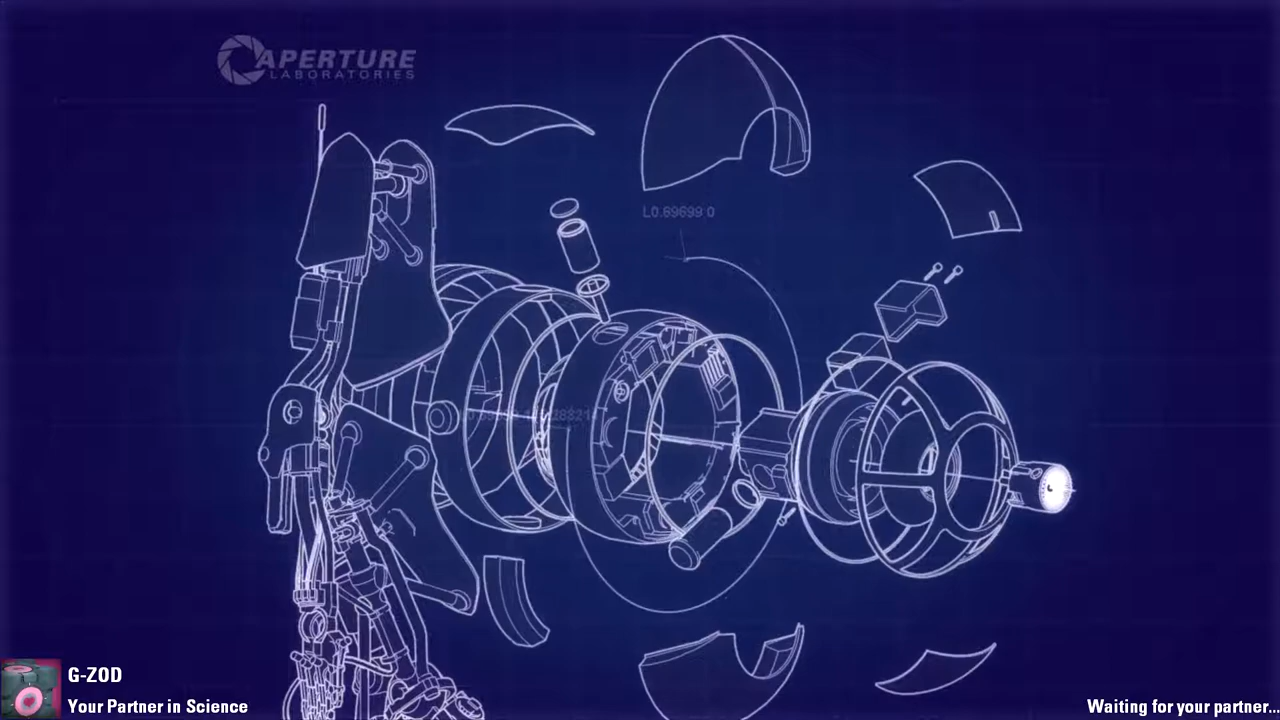 APERTURE
LABORATORIES
L0.69699 0
G-ZOD
Your Partner in Science
Waiting for your partner...